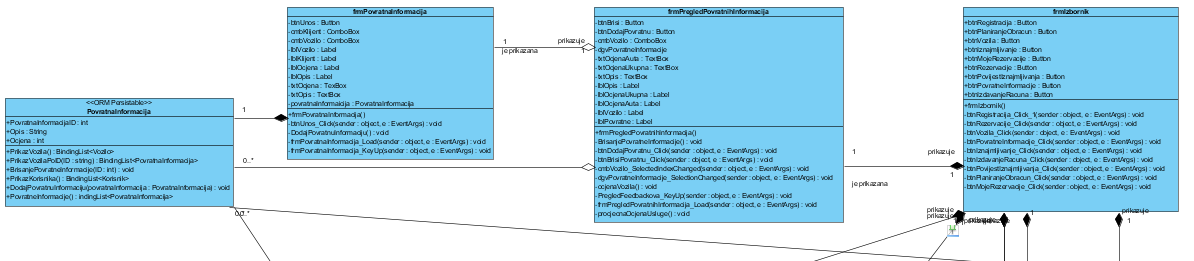 frmPovratnaInformacija
-btnUnos : Button
-cmbKlijent : ComboBox
-cmbVozilo : ComboBox
-lblVozilo : Label
-lblKlijent : Label
-lblOcjena : Label
-lblOpis : Label
-txtOcjena : TexBox
-txtOpis : TextBox
-povratnaInformacija : PovratnaInformacija
+frmPovratnaInformacija()
-btnUnos_Click(sender : object, e : EventArgs) : void
-DodajPovratnuInformaciju() : void
-frmPovratnaInformacija_Load(sender : object, e : EventArgs) : void
-frmPovratnaInformacija_KeyUp(sender : object, e : EventArgs) : void
frmPregledPovratnihInformacija
-btnBrisi : Button
-btnDodajPovratnu : Button
-cmbVozilo : ComboBox
-dgvPovratneInformacije
-txtOcjenaAuta : TextBox
-txtOcjenaUkupna : TextBox
-txtOpis : TextBox
-lblOpis : Label
-lblOcjenaUkupna : Label
-lblOcjenaAuta : Label
-lblVozilo : Label
-lblPovratne : Label
+frmPregledPovratnihInformacija()
-BrisanjePovratneInformacije() : void
-btnDodajPovratnu_Click(sender : object, e : EventArgs) : void
-btnBrisiPovratnu_Click(sender : object, e : EventArgs) : void
-cmbVozilo_SelectedIndexChanged(sender : object, e : EventArgs) : void
-dgvPovratneInformacije_SelectionChanged(sender : object, e : EventArgs) : void
-ocjenaVozila() : void
-PregledFeedbackova_KeyUp(sender : object, e : EventArgs) : void
-frmPregledPovratnihInformacija_Load(sender : object, e : EventArgs) : void
-procjenaOcjenaUsluge() : void
frmIzbornik
+btnRegistracija : Button
+btnPlaniranjeObracun : Button
+btnVozila : Button
+btnIznajmljivanje : Button
+btnMojeRezervacije : Button
+btnRezervacije : Button
+btnPovijestIznajmljivanja : Button
+btnPovratneInformacije : Button
+btnIzdavanjeRacuna : Button
+frmIzbornik()
-btnRegistracija_Click_1(sender : object, e : EventArgs) : void
-btnRezervacije_Click(sender : object, e : EventArgs) : void
-btnVozila_Click(sender : object, e : EventArgs) : void
-btnPovratneInformacije_Click(sender : object, e : EventArgs) : void
-btnIznajmljivanje_Click(sender : object, e : EventArgs) : void
-btnIzdavanjeRacuna_Click(sender : object, e : EventArgs) : void
-btnPovijestIznajmljivanja_Click(sender : object, e : EventArgs) : void
-btnPlaniranjeObracun_Click(sender : object, e : EventArgs) : void
-btnMojeRezervacije_Click(sender : object, e : EventArgs) : void
<<ORM Persistable>>
PovratnaInformacija
+PovratnaInformacijaID : int
+Opis : String
+Ocjena : int
+PrikazVozila() : BindingList<Vozilo>
+PrikazVozilaPoID(ID : string) : BindingList<PovratnaInformacija>
+BrisanjePovratneInformacije(ID : int) : void
+PrikazKorisnika() : BindingList<Korisnik>
+DodajPovratnuInformaciju(povratnaInformacija : PovratnaInformacija) : void
+PovratneInformacije() : indingList<PovratnaInformacija>
1
prikazuje
je prikazana
1
1
0..*
1
prikazuje
1
je prikazana
prikazuje
prikazuje
1
prikazuje
1